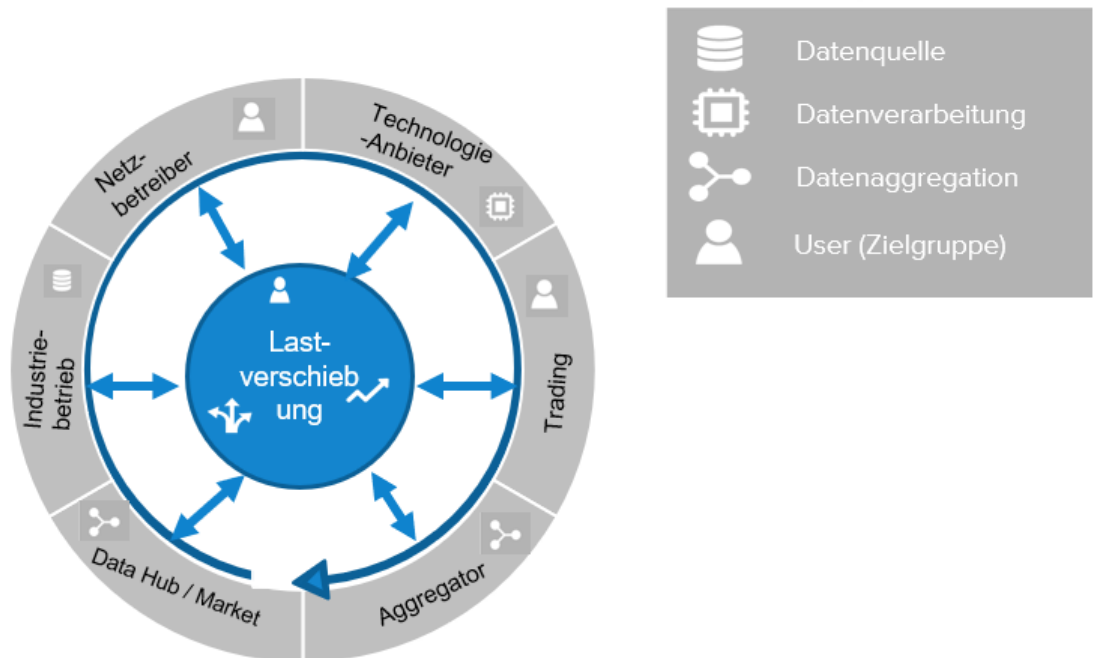 Datenquelle
Datenverarbeitung
Datenaggregation
User (Zielgruppe)
Technologie
-Anbieter
Netz-
betreiber
Trading
Industrie-
betrieb
Last-
verschieb
ung
Data Hub / Market
Aggregator